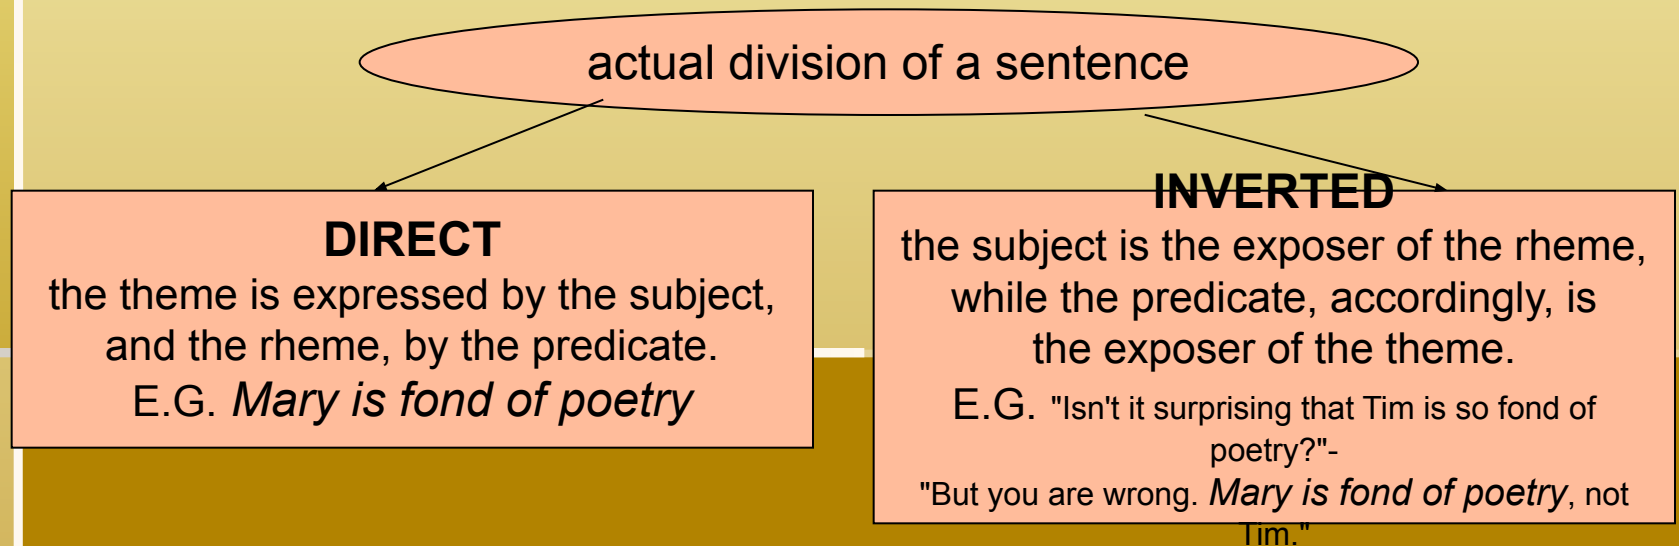 actual division of a sentence
DIRECT
the theme is expressed by the subject,
and the rheme, by the predicate.
E.G. Mary is fond of poetry
INVERTED
the subject is the exposer of the rheme,
while the predicate, accordingly, is
the exposer of the theme.
E.G. "Isn't it surprising that Tim is so fond of
poetry?"-
"But you are wrong. Mary is fond of poetry, not
Tim."